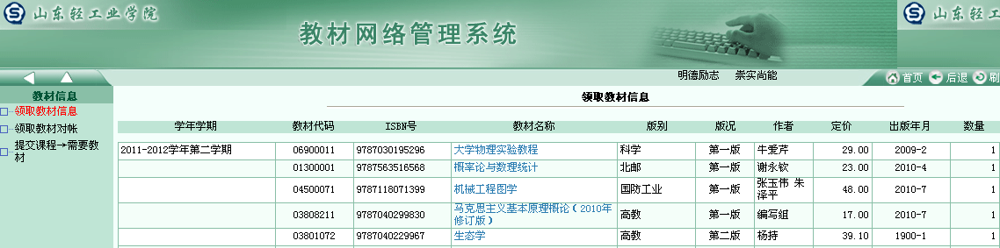 山东轻工业学院
山东轻工
教材网络管理系统
明德励志 崇实尚能
首页 后退 刷
教材信息
领取教材信息
领取教材对帐
提交课程→需要教
材
领取教材信息
学年学期 教材代码 ISBN号 教材名称 版别 版况 作者 定价 出版年月 数量
2011-2012学年第二学期 06900011 9787030195296 大学物理实验教程 科学 第一版 牛爱芹 29.00 2009-2 1
01300001 9787563516568 概率论与数理统计 北邮 第一版 谢永钦 23.00 2010-4 1
04500071 9787118071399 机械工程图学 国防工业 第一版 张玉伟 朱
泽平 48.00 2010-7 1
03808211 9787040299830 马克思主义基本原理概论（2010年
修订版） 高教 第一版 编写组 17.00 2010-7 1
03801072 9787040229967 生态学 高教 第二版 杨持 39.10 1900-1 1